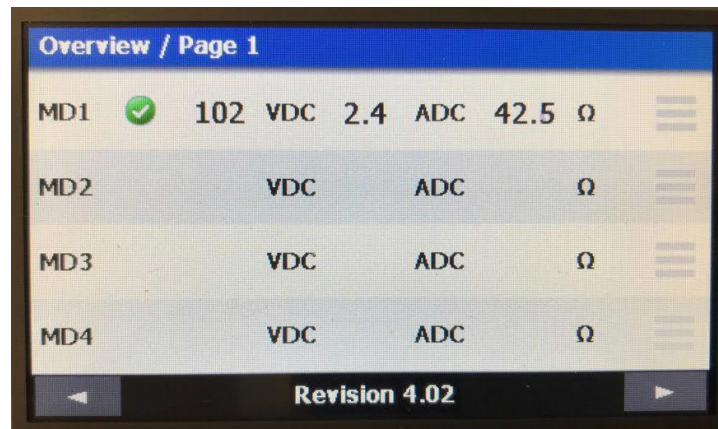 Overview / Page 1
MD1 102 VDC 2.4 ADC 42.5 Ω
MD2 VDC ADC Ω
MD3 VDC ADC Ω
MD4 VDC ADC Ω
Revision 4.02